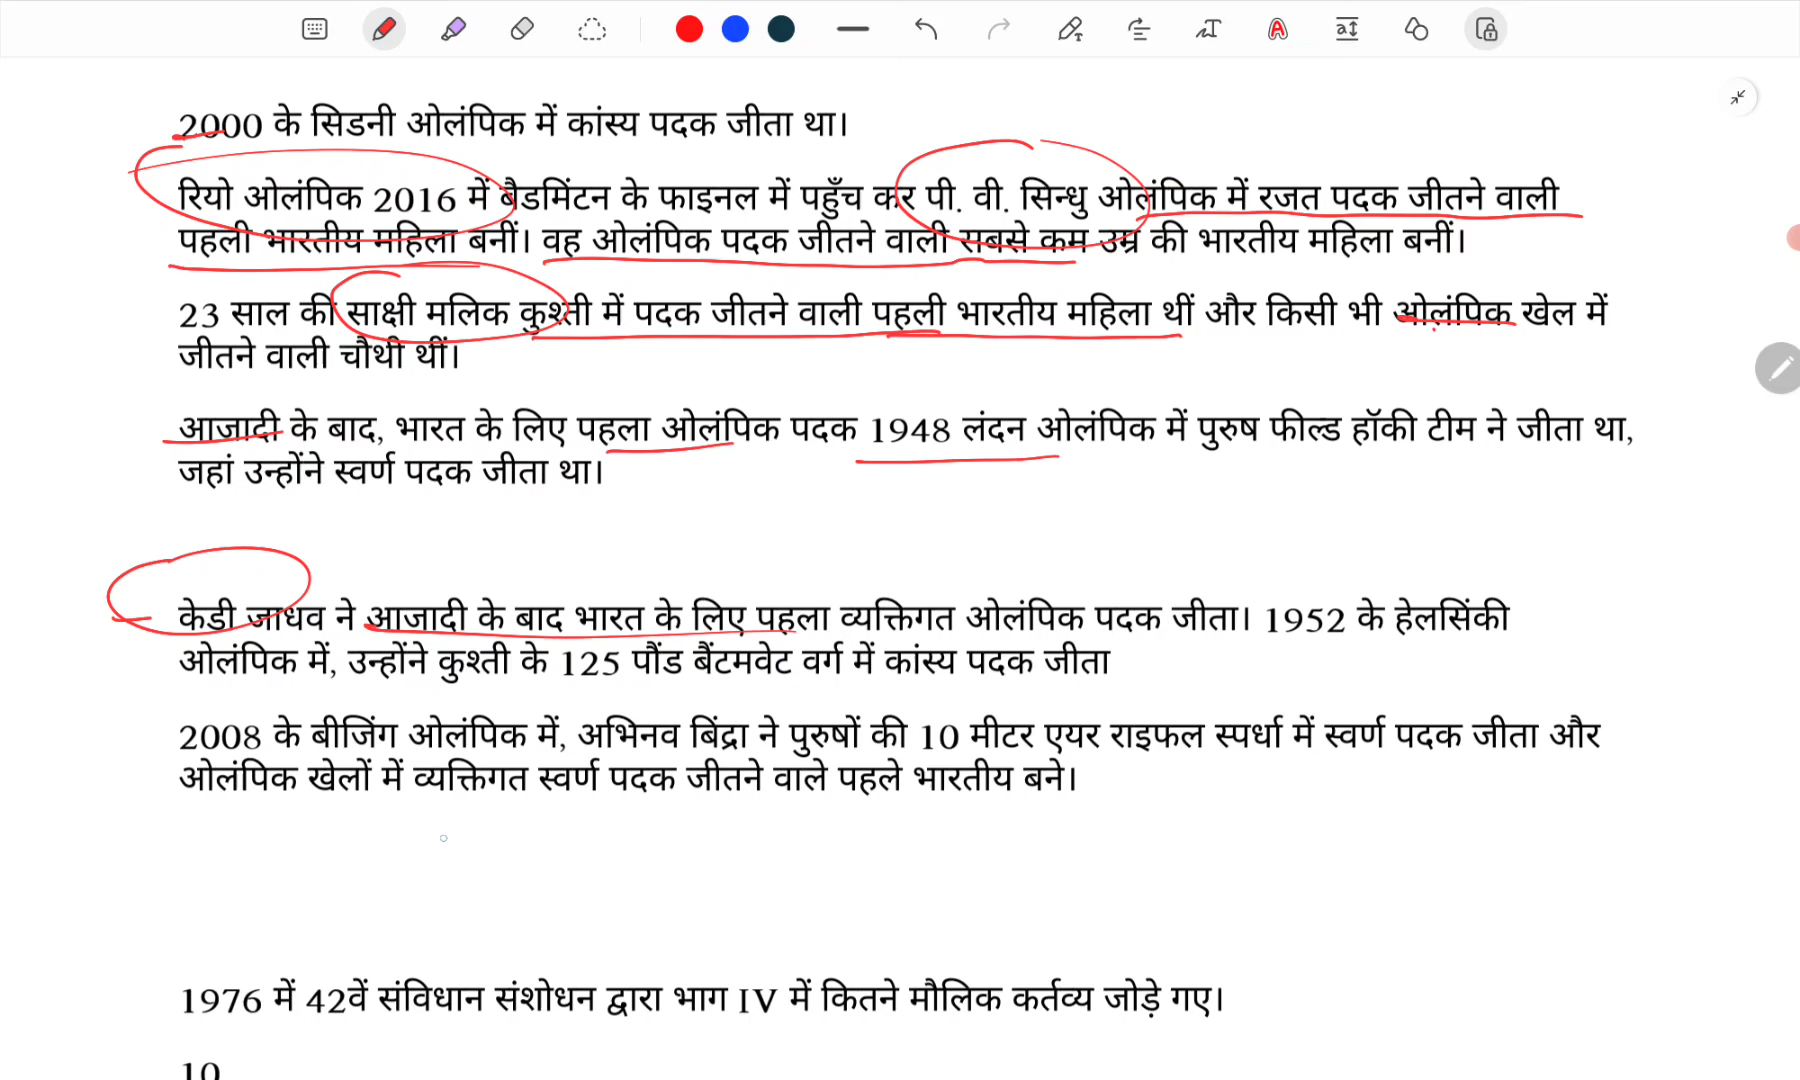 2000 के सिडनी ओलंपिक में कांस्य पदक जीता था।
रियो ओलंपिक 2016 में बैडमिंटन के फाइनल में पहुँच कर पी. वी. सिन्धु ओलंपिक में रजत पदक जीतने वाली
पहली भारतीय महिला बनीं। वह ओलंपिक पदक जीतने वाली सबसे कम उम्र की भारतीय महिला बनीं।
23 साल की साक्षी मलिक कुश्ती में पदक जीतने वाली पहली भारतीय महिला थीं और किसी भी ओलंपिक खेल में
जीतने वाली चौथी थीं।
आजादी के बाद, भारत के लिए पहला ओलंपिक पदक 1948 लंदन ओलंपिक में पुरुष फील्ड हॉकी टीम ने जीता था,
जहां उन्होंने स्वर्ण पदक जीता था।
केडी जाधव ने आजादी के बाद भारत के लिए पहला व्यक्तिगत ओलंपिक पदक जीता। 1952 के हेलसिंकी
ओलंपिक में, उन्होंने कुश्ती के 125 पौंड बैंटमवेट वर्ग में कांस्य पदक जीता
2008 के बीजिंग ओलंपिक में, अभिनव बिंद्रा ने पुरुषों की 10 मीटर एयर राइफल स्पर्धा में स्वर्ण पदक जीता और
ओलंपिक खेलों में व्यक्तिगत स्वर्ण पदक जीतने वाले पहले भारतीय बने।
1976 में 42वें संविधान संशोधन द्वारा भाग IV में कितने मौलिक कर्तव्य जोड़े गए।
10